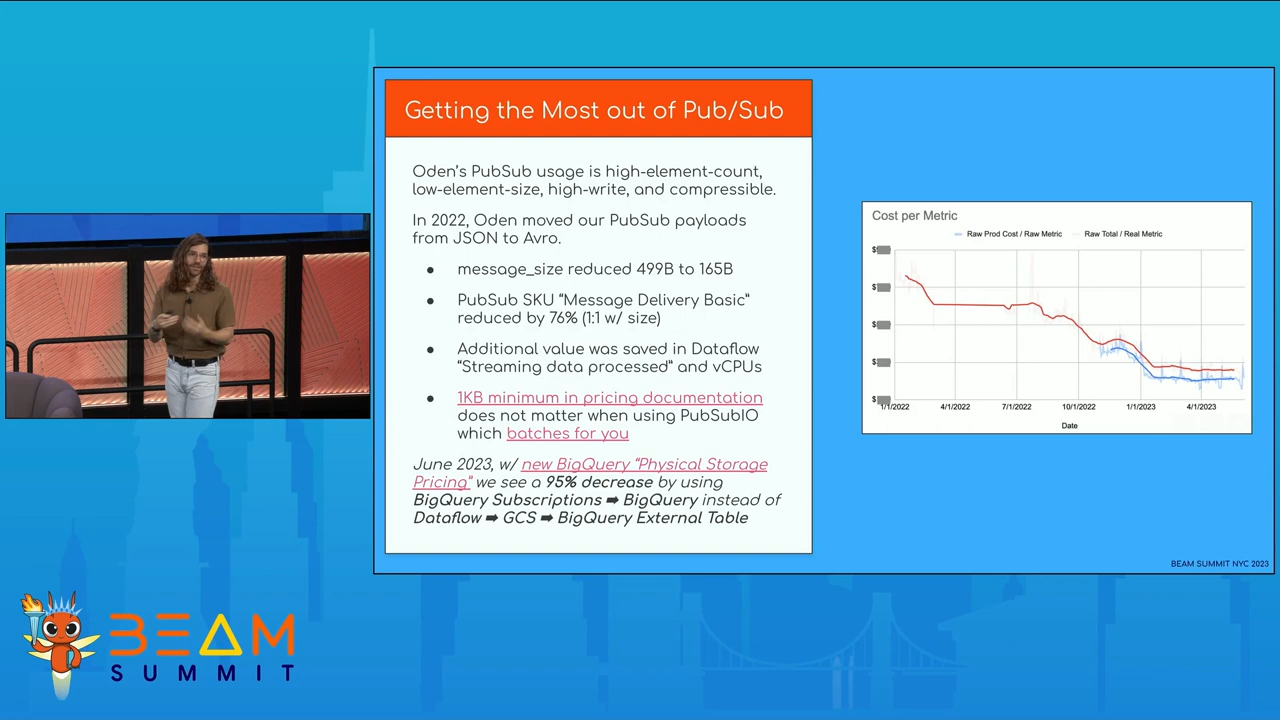 Getting the Most out of Pub/Sub
Oden's PubSub usage is high-element-count,
low-element-size, high-write, and compressible.
In 2022, Oden moved our PubSub payloads
from JSON to Avro.
● message_size reduced 499B to 165B
● PubSub SKU "Message Delivery Basic"
reduced by 76% (1:1 w/ size)
● Additional value was saved in Dataflow
"Streaming data processed" and vCPUs
● 1KB minimum in pricing documentation
does not matter when using PubSubIO
which batches for you
June 2023, w/ new BigQuery "Physical Storage
Pricing" we see a 95% decrease by using
BigQuery Subscriptions ➡ BigQuery instead of
Dataflow ➡ GCS ➡ BigQuery External Table
Cost per Metric
Raw Prod Cost / Raw Metric Raw Total / Real Metric
$
$
$
$
$
1/1/2022 4/1/2022 7/1/2022 10/1/2022 1/1/2023 4/1/2023
Date
BEAM SUMMIT NYC 2023
BEAM
SUMMIT